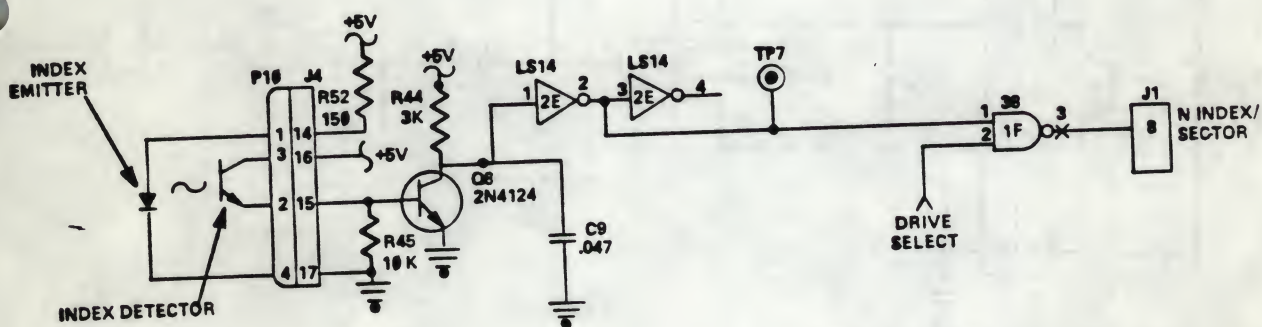 +5V
INDEX
EMITTER
P16 J4
R52
150
+5V
R44
3K
LS14
LS14
TP7
38
J1
1 2E 2
3 2E 4
1
2
1F
3
8
N INDEX/
SECTOR
1 14
3 16
+5V
2 15
Q8
2N4124
R45
10 K
C9
.047
DRIVE
SELECT
4 17
INDEX DETECTOR